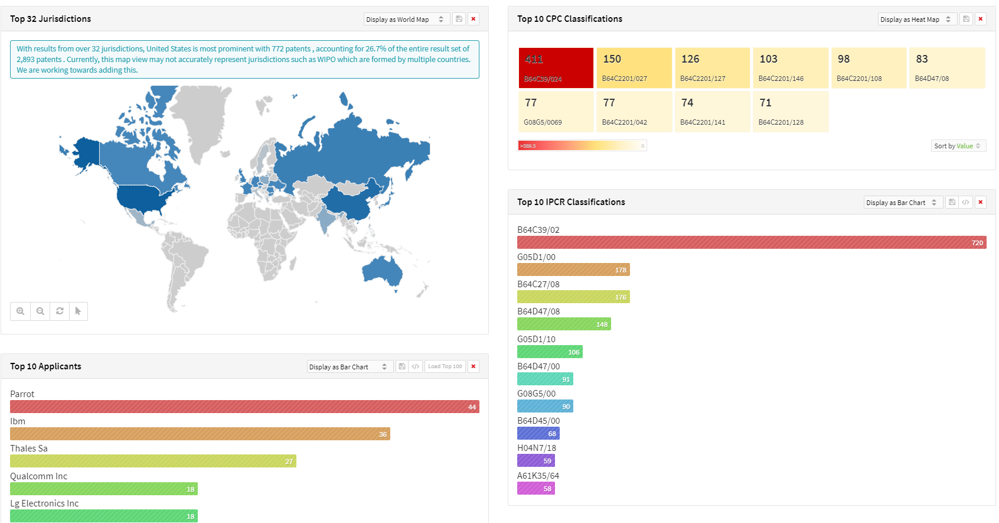 Top 32 Jurisdictions
Display as World Map
With results from over 32 jurisdictions, United States is most prominent with 772 patents , accounting for 26.7% of the entire result set of
2,893 patents . Currently, this map view may not accurately represent jurisdictions such as WIPO which are formed by multiple countries.
We are working towards adding this.
Top 10 Applicants
Display as Bar Chart
</>
Load Top 100
Parrot
44
Ibm
36
Thales Sa
27
Qualcomm Inc
18
Lg Electronics Inc
18
Top 10 CPC Classifications
Display as Heat Map
411 150 126 103 98 83
B64C39/024 B64C2201/027 B64C2201/127 B64C2201/146 B64C2201/108 B64D47/08
77 77 74 71
G08G5/0069 B64C2201/042 B64C2201/141 B64C2201/128
>389.5 0
Sort by Value
Top 10 IPCR Classifications
Display as Bar Chart
</>
B64C39/02
720
G05D1/00
178
B64C27/08
176
B64D47/08
148
G05D1/10
106
B64D47/00
91
G08G5/00
90
B64D45/00
68
H04N7/18
59
A61K35/64
58